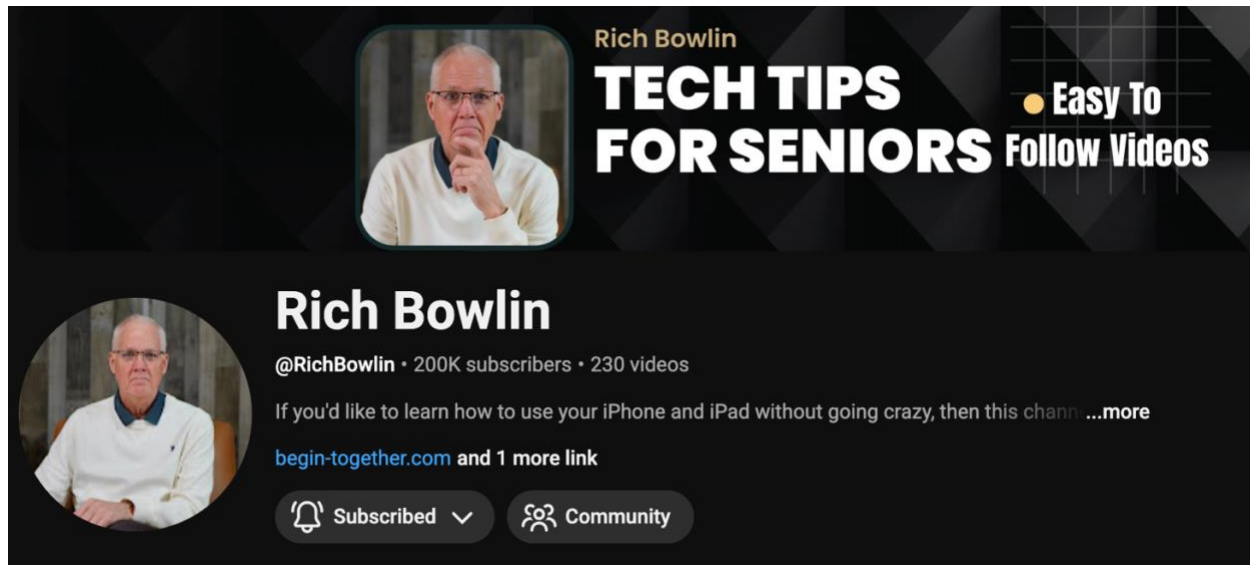 Rich Bowlin
TECH TIPS
FOR SENIORS
Easy To
Follow Videos
Rich Bowlin
@RichBowlin • 200K subscribers • 230 videos
If you'd like to learn how to use your iPhone and iPad without going crazy, then this chann ...more
begin-together.com and 1 more link
Subscribed
Community